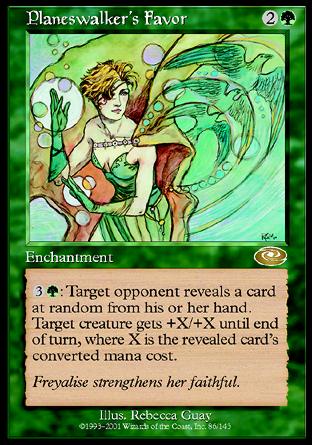 Planeswalker's Favor 2
Enchantment
3 : Target opponent reveals a card
at random from his or her hand.
Target creature gets +X/+X until end
of turn, where X is the revealed card's
converted mana cost.
Freyalise strengthens her faithful.
Illus. Rebecca Guay
©1993–2001 Wizards of the Coast, Inc. 86/143